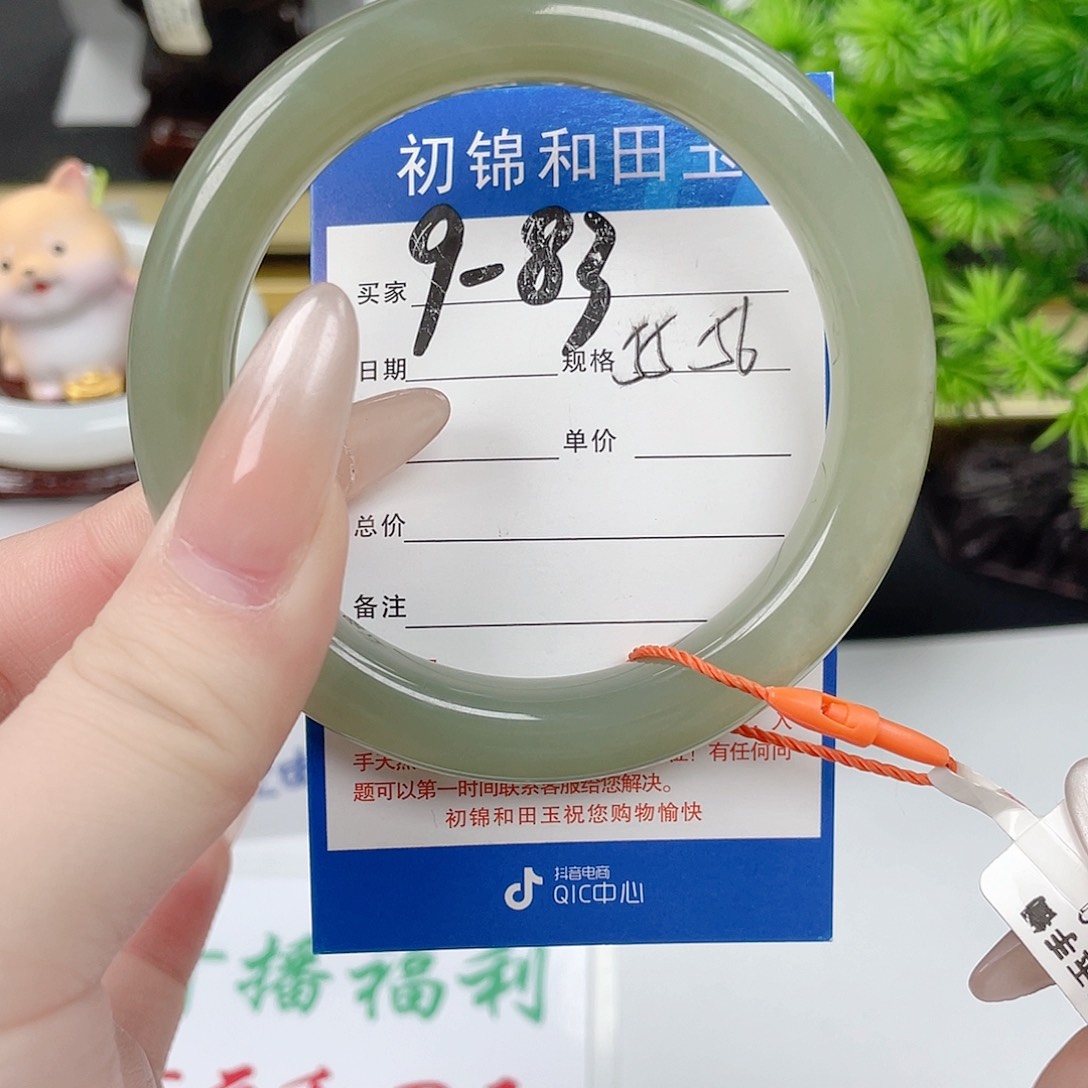 初锦和田玉
买家 9-83
日期 规格 55 56
单价
总价
备注
有任何问
题可以第一时间联系客服给您解决。
初锦和田玉祝您购物愉快
抖音电商
QIC中心
播福利